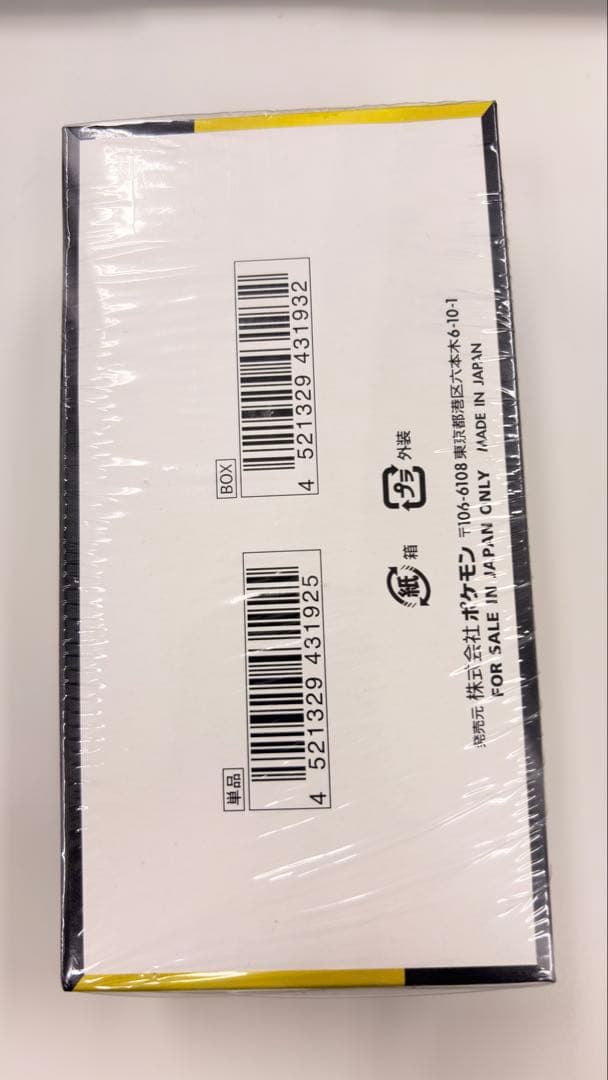 単品
4 521329 431925
BOX
4 521329 431932
紙 箱
プラ 外装
発売元 株式会社ポケモン 〒106-6108 東京都港区六本木6-10-1
FOR SALE IN JAPAN ONLY MADE IN JAPAN